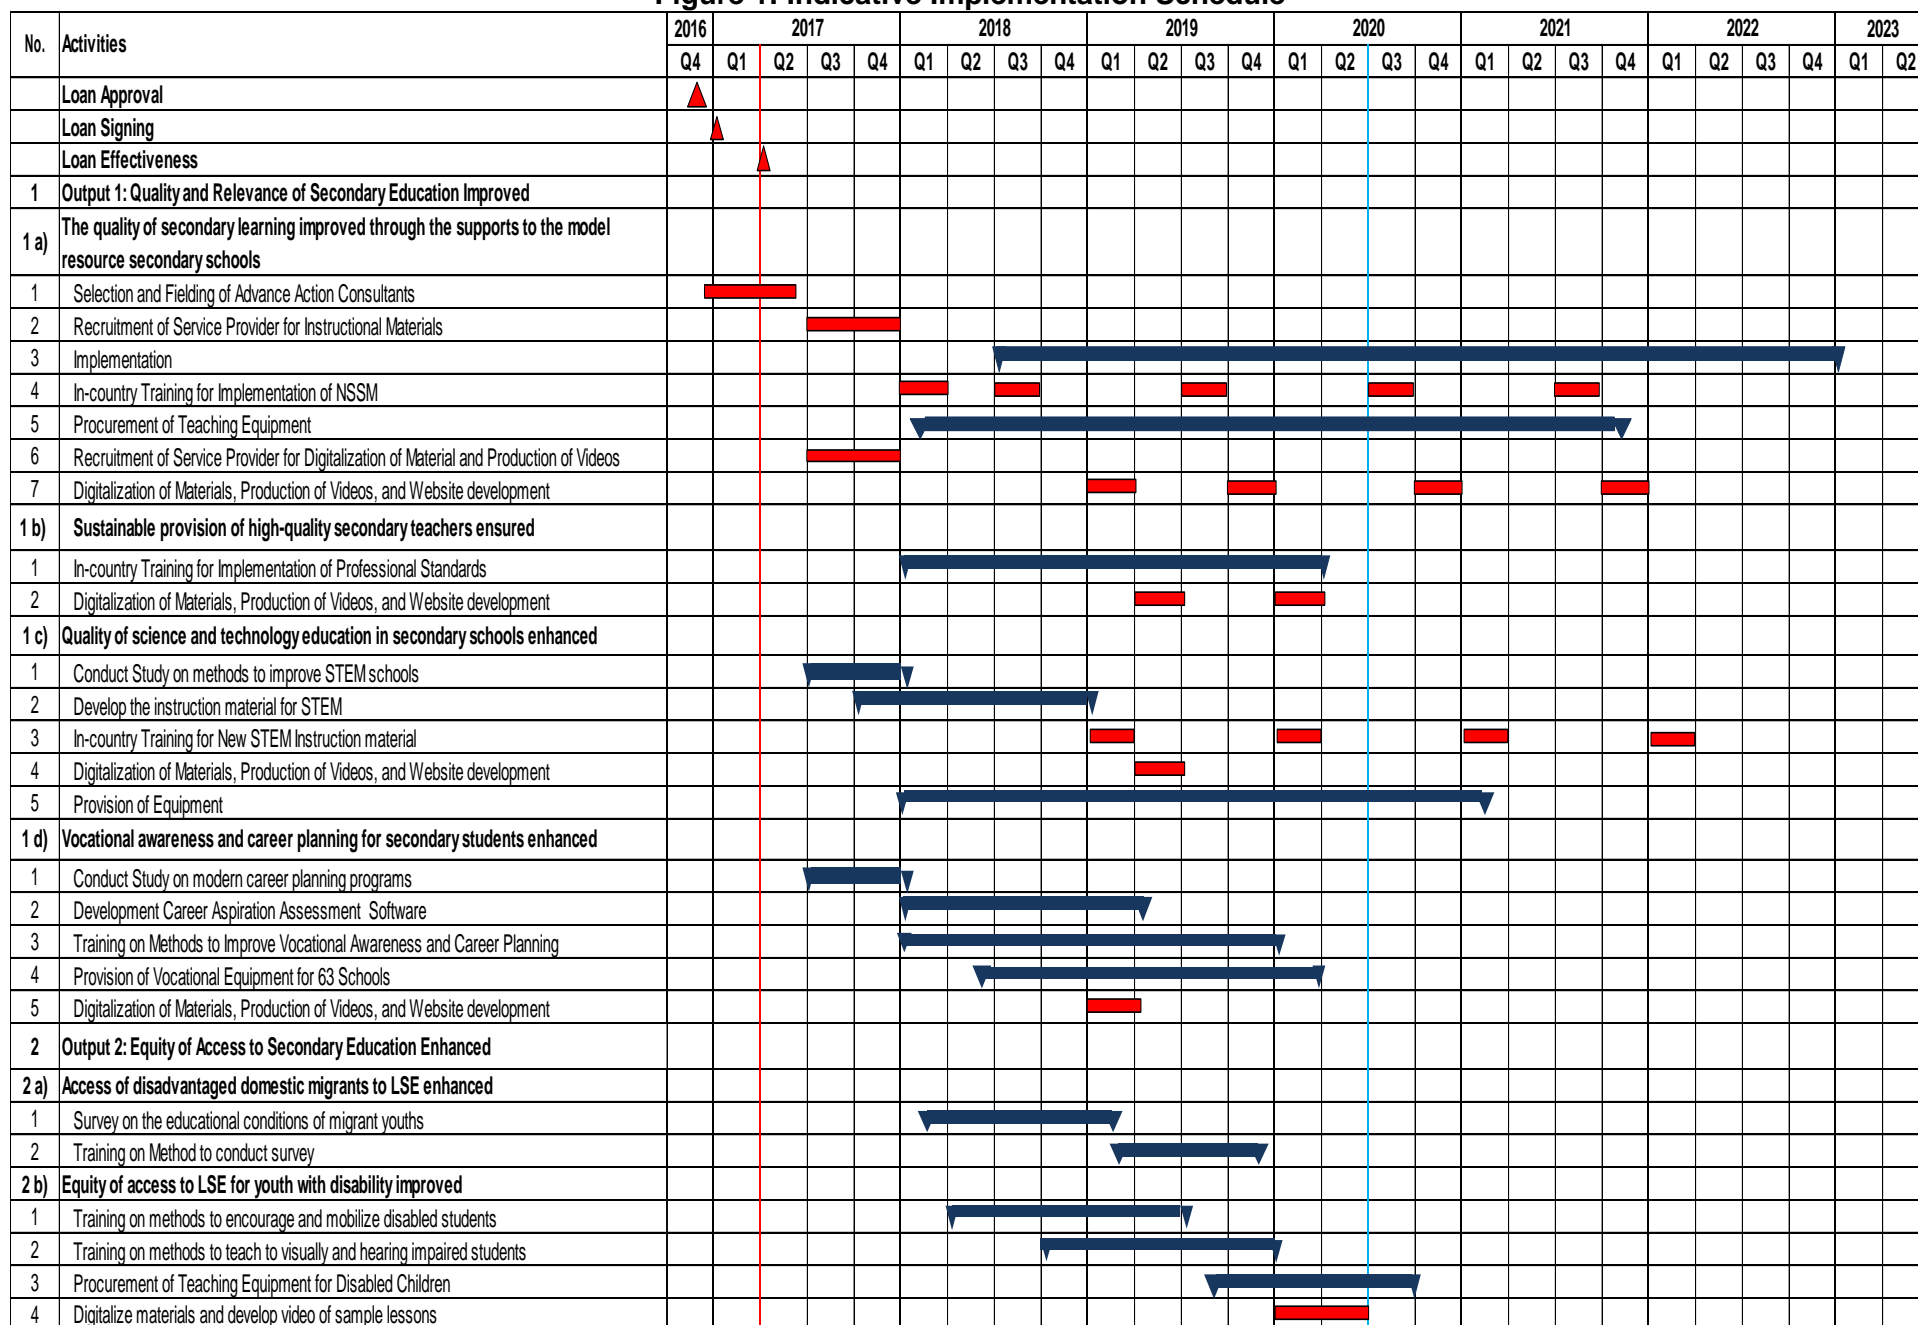 Figure 1: Indicative Implementation Schedule
No. Activities 2016 2017 2018 2019 2020 2021 2022 2023
Q4 Q1 Q2 Q3 Q4 Q1 Q2 Q3 Q4 Q1 Q2 Q3 Q4 Q1 Q2 Q3 Q4 Q1 Q2 Q3 Q4 Q1 Q2 Q3 Q4 Q1 Q2
Loan Approval
Loan Signing
Loan Effectiveness
1 Output 1: Quality and Relevance of Secondary Education Improved
1 a) The quality of secondary learning improved through the supports to the model
resource secondary schools
1 Selection and Fielding of Advance Action Consultants
2 Recruitment of Service Provider for Instructional Materials
3 Implementation
4 In-country Training for Implementation of NSSM
5 Procurement of Teaching Equipment
6 Recruitment of Service Provider for Digitalization of Material and Production of Videos
7 Digitalization of Materials, Production of Videos, and Website development
1 b) Sustainable provision of high-quality secondary teachers ensured
1 In-country Training for Implementation of Professional Standards
2 Digitalization of Materials, Production of Videos, and Website development
1 c) Quality of science and technology education in secondary schools enhanced
1 Conduct Study on methods to improve STEM schools
2 Develop the instruction material for STEM
3 In-country Training for New STEM Instruction material
4 Digitalization of Materials, Production of Videos, and Website development
5 Provision of Equipment
1 d) Vocational awareness and career planning for secondary students enhanced
1 Conduct Study on modern career planning programs
2 Development Career Aspiration Assessment Software
3 Training on Methods to Improve Vocational Awareness and Career Planning
4 Provision of Vocational Equipment for 63 Schools
5 Digitalization of Materials, Production of Videos, and Website development
2 Output 2: Equity of Access to Secondary Education Enhanced
2 a) Access of disadvantaged domestic migrants to LSE enhanced
1 Survey on the educational conditions of migrant youths
2 Training on Method to conduct survey
2 b) Equity of access to LSE for youth with disability improved
1 Training on methods to encourage and mobilize disabled students
2 Training on methods to teach to visually and hearing impaired students
3 Procurement of Teaching Equipment for Disabled Children
4 Digitalize materials and develop video of sample lessons